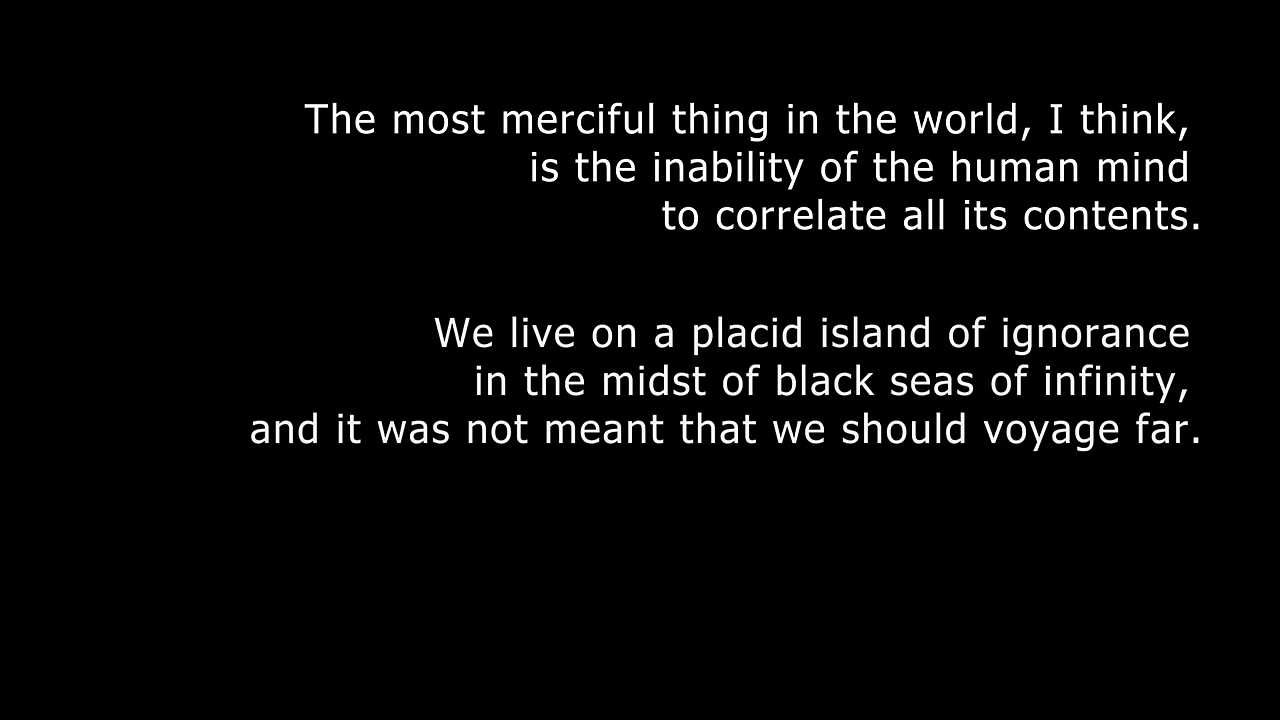 The most merciful thing in the world, I think,
is the inability of the human mind
to correlate all its contents.
We live on a placid island of ignorance
in the midst of black seas of infinity,
and it was not meant that we should voyage far.